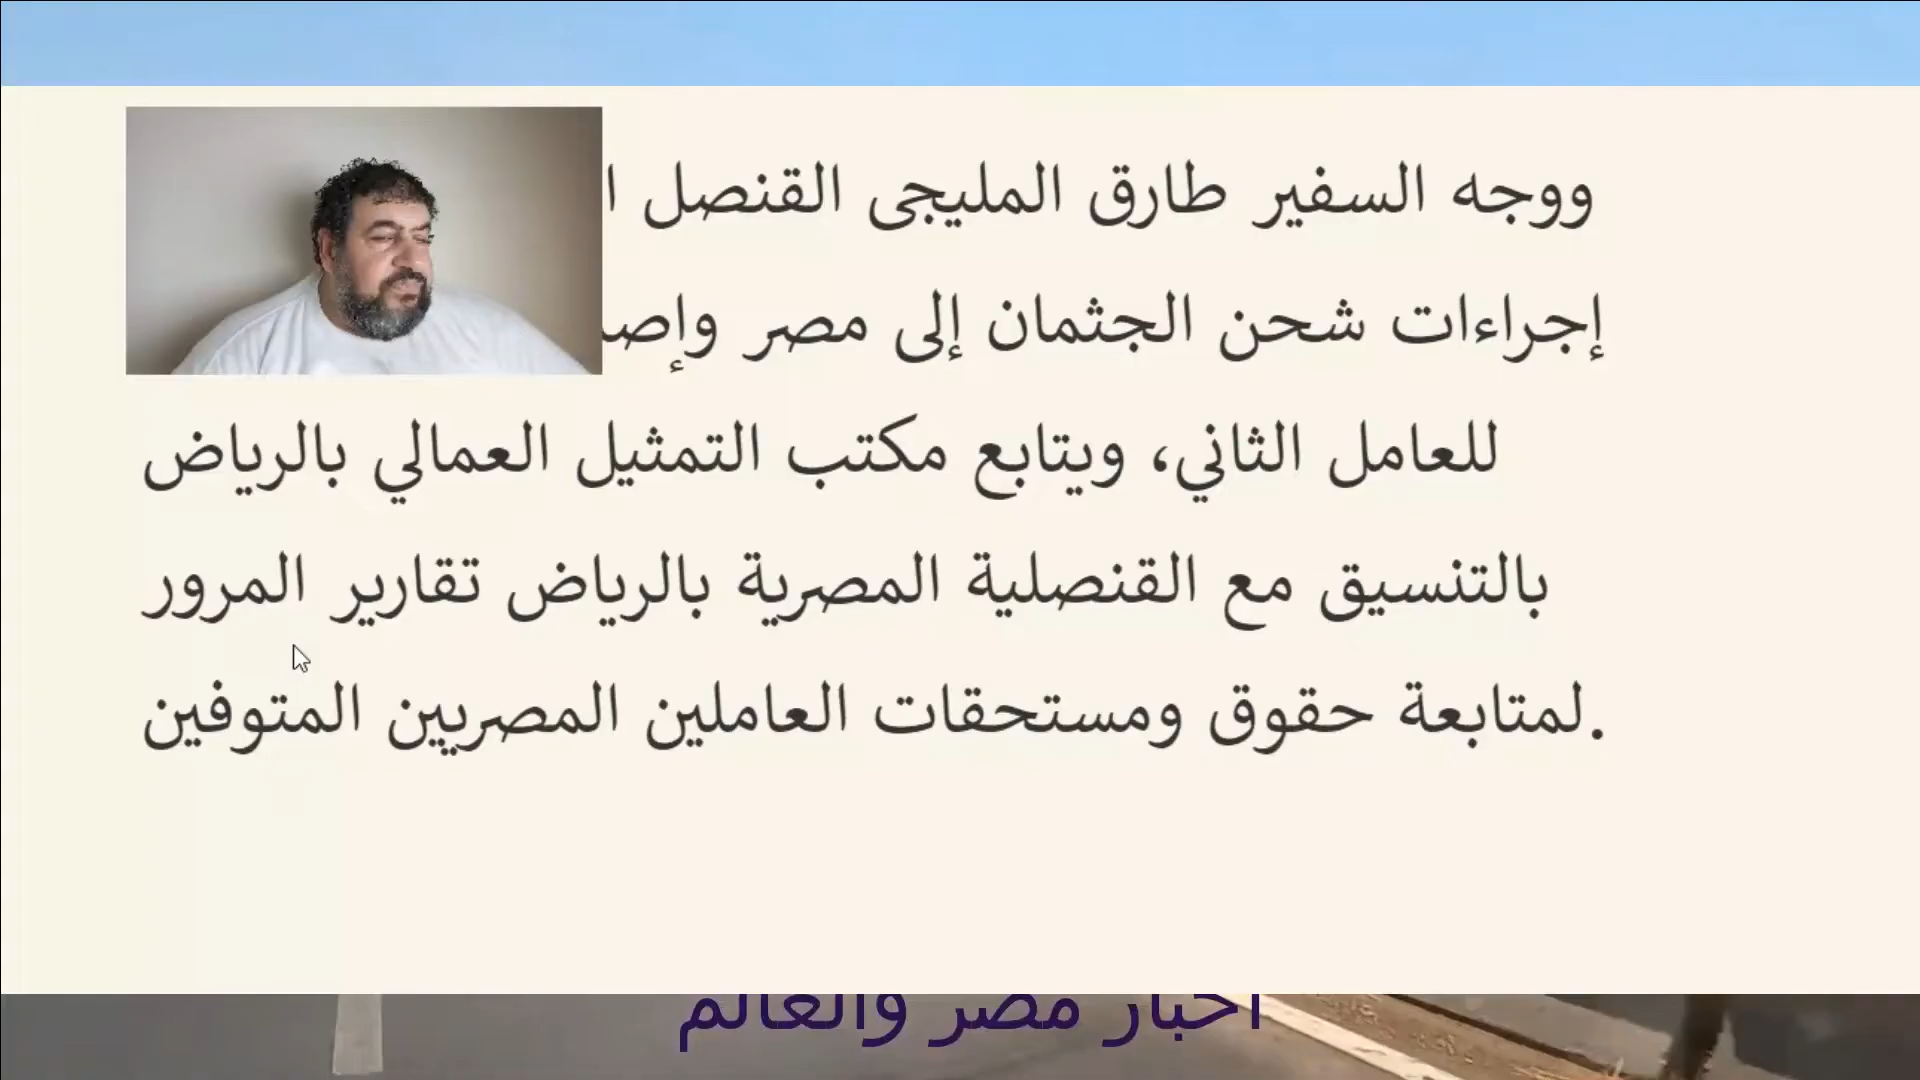 ووجه السفير طارق المليجى القنصل
إجراءات شحن الجثمان إلى مصر
للعامل الثاني، ويتابع مكتب التمثيل العمالي بالرياض
بالتنسيق مع القنصلية المصرية بالرياض تقارير المرور
لمتابعة حقوق ومستحقات العاملين المصريين المتوفين.
اخبار مصر والعالم